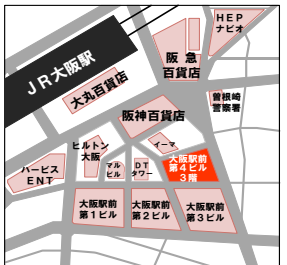 HEP
ナビオ
阪急
百貨店
JR大阪駅
大丸百貨店
曽根崎
警察署
阪神百貨店
ヒルトン
大阪
イーマ
マル
ビル
DT
タワー
大阪駅前
第4ビル
3階
ハービス
ENT
大阪駅前
第1ビル
大阪駅前
第2ビル
大阪駅前
第3ビル